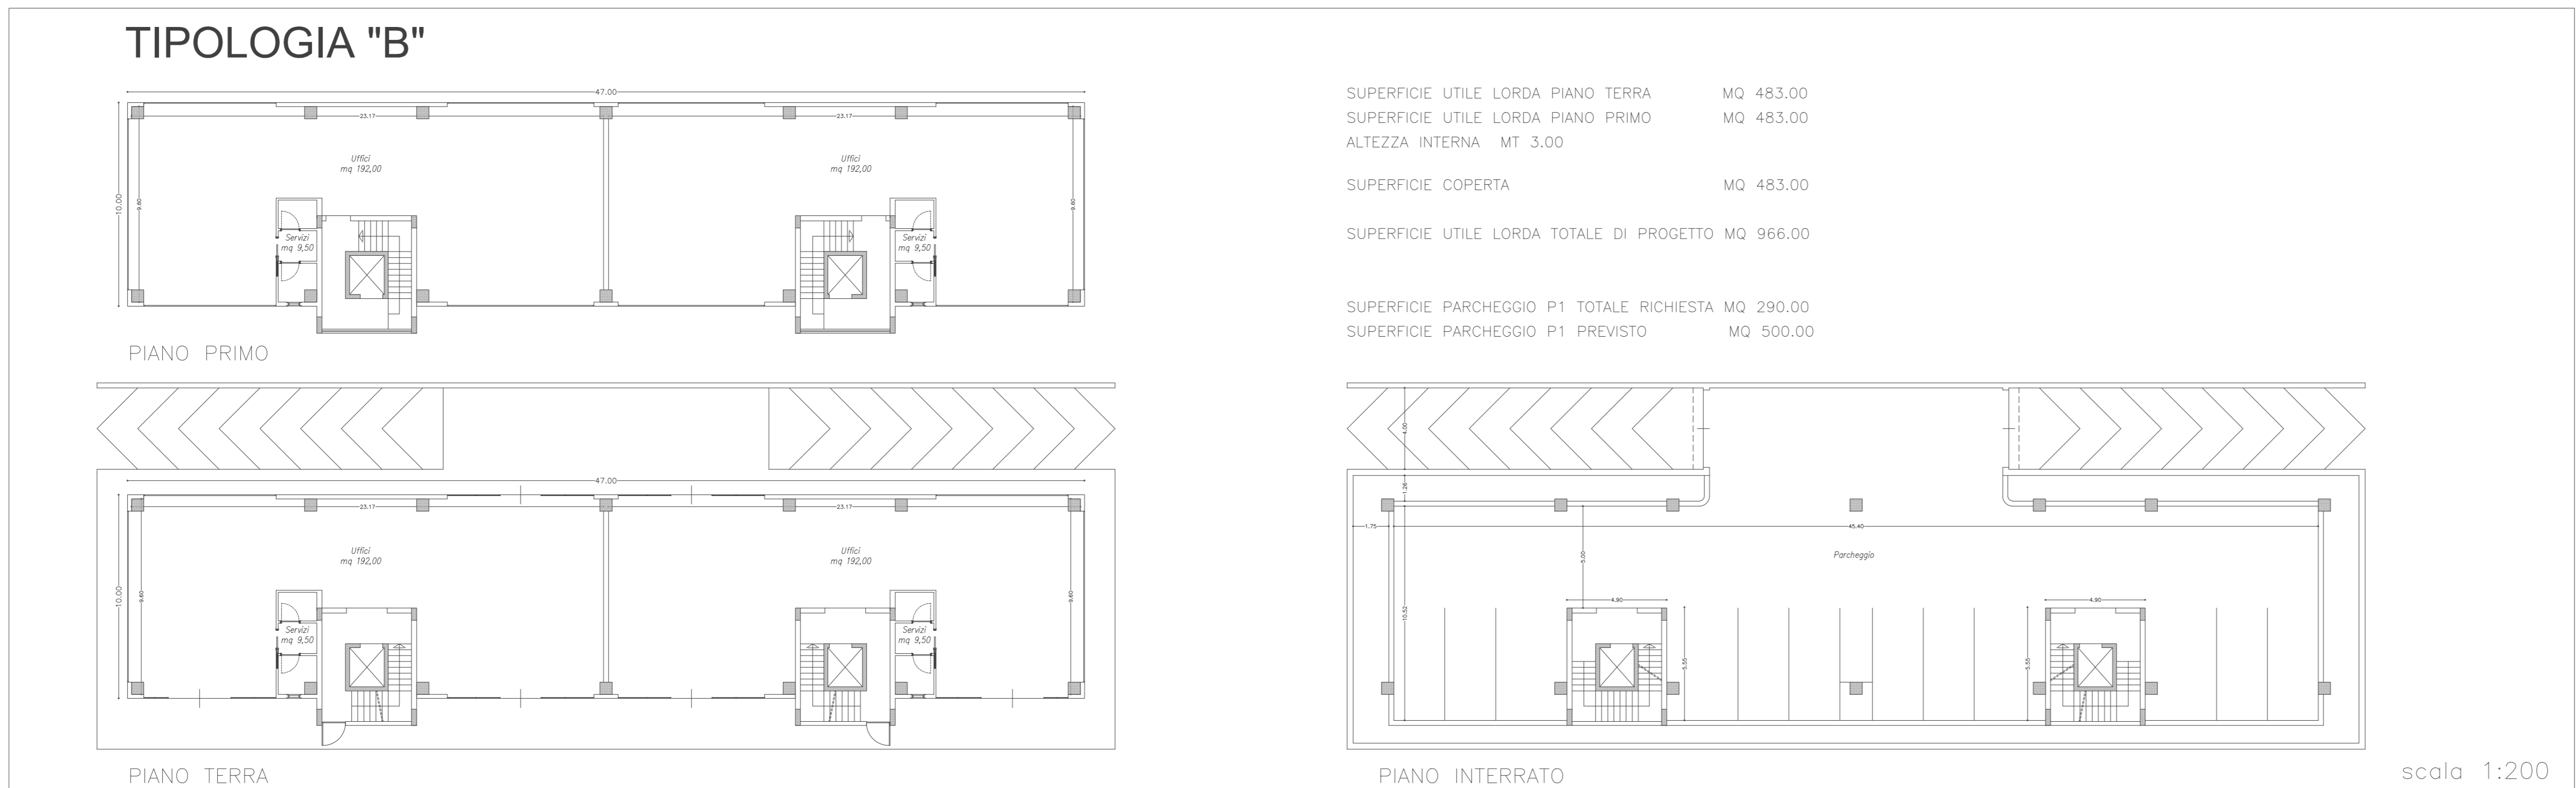 TIPOLOGIA "B"
47.00
23.17
23.17
10.00
9.60
9.60
Uffici
mq 192,00
Uffici
mq 192,00
Servizi
mq 9,50
Servizi
mq 9,50
PIANO PRIMO
SUPERFICIE UTILE LORDA PIANO TERRA MQ 483.00
SUPERFICIE UTILE LORDA PIANO PRIMO MQ 483.00
ALTEZZA INTERNA MT 3.00
SUPERFICIE COPERTA MQ 483.00
SUPERFICIE UTILE LORDA TOTALE DI PROGETTO MQ 966.00
SUPERFICIE PARCHEGGIO P1 TOTALE RICHIESTA MQ 290.00
SUPERFICIE PARCHEGGIO P1 PREVISTO MQ 500.00
47.00
23.17
23.17
10.00
9.60
9.60
Uffici
mq 192,00
Uffici
mq 192,00
Servizi
mq 9,50
Servizi
mq 9,50
PIANO TERRA
4.00
1.26
1.75
45.40
5.00
Parcheggio
10.52
4.90
4.90
5.55
5.55
PIANO INTERRATO
scala 1:200